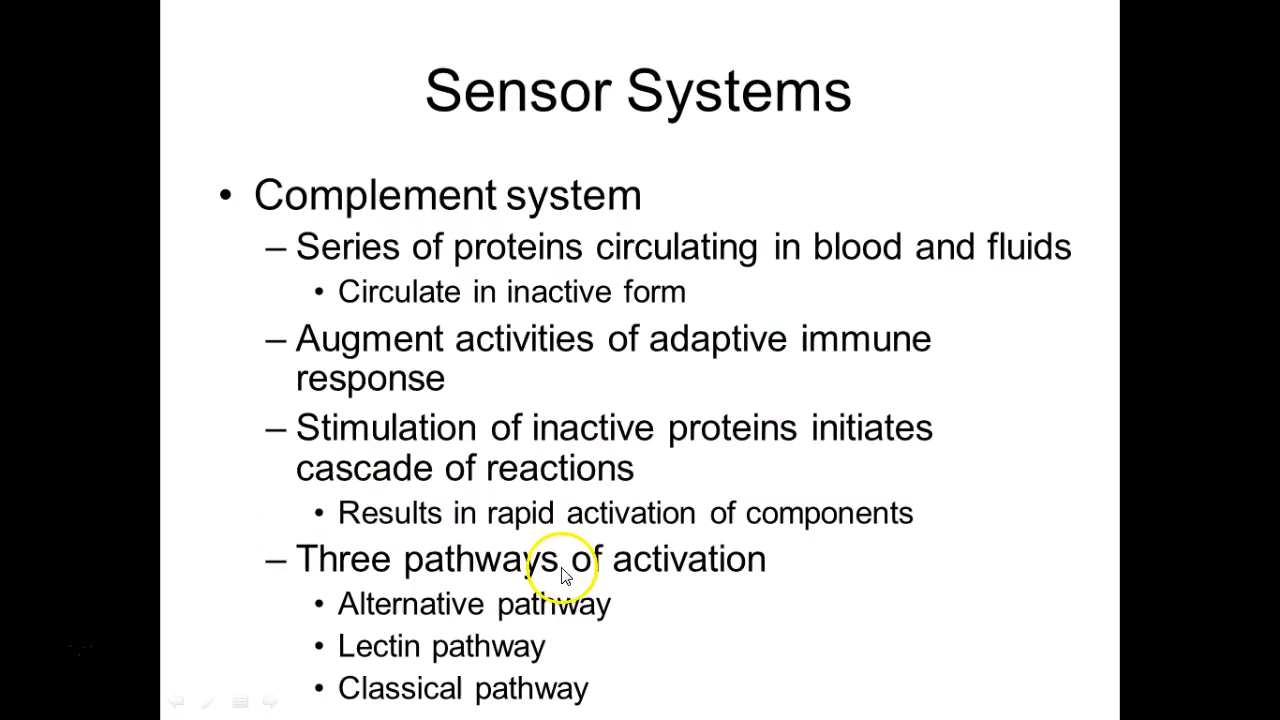 Sensor Systems
• Complement system
– Series of proteins circulating in blood and fluids
• Circulate in inactive form
– Augment activities of adaptive immune
response
– Stimulation of inactive proteins initiates
cascade of reactions
• Results in rapid activation of components
– Three pathways of activation
• Alternative pathway
• Lectin pathway
• Classical pathway